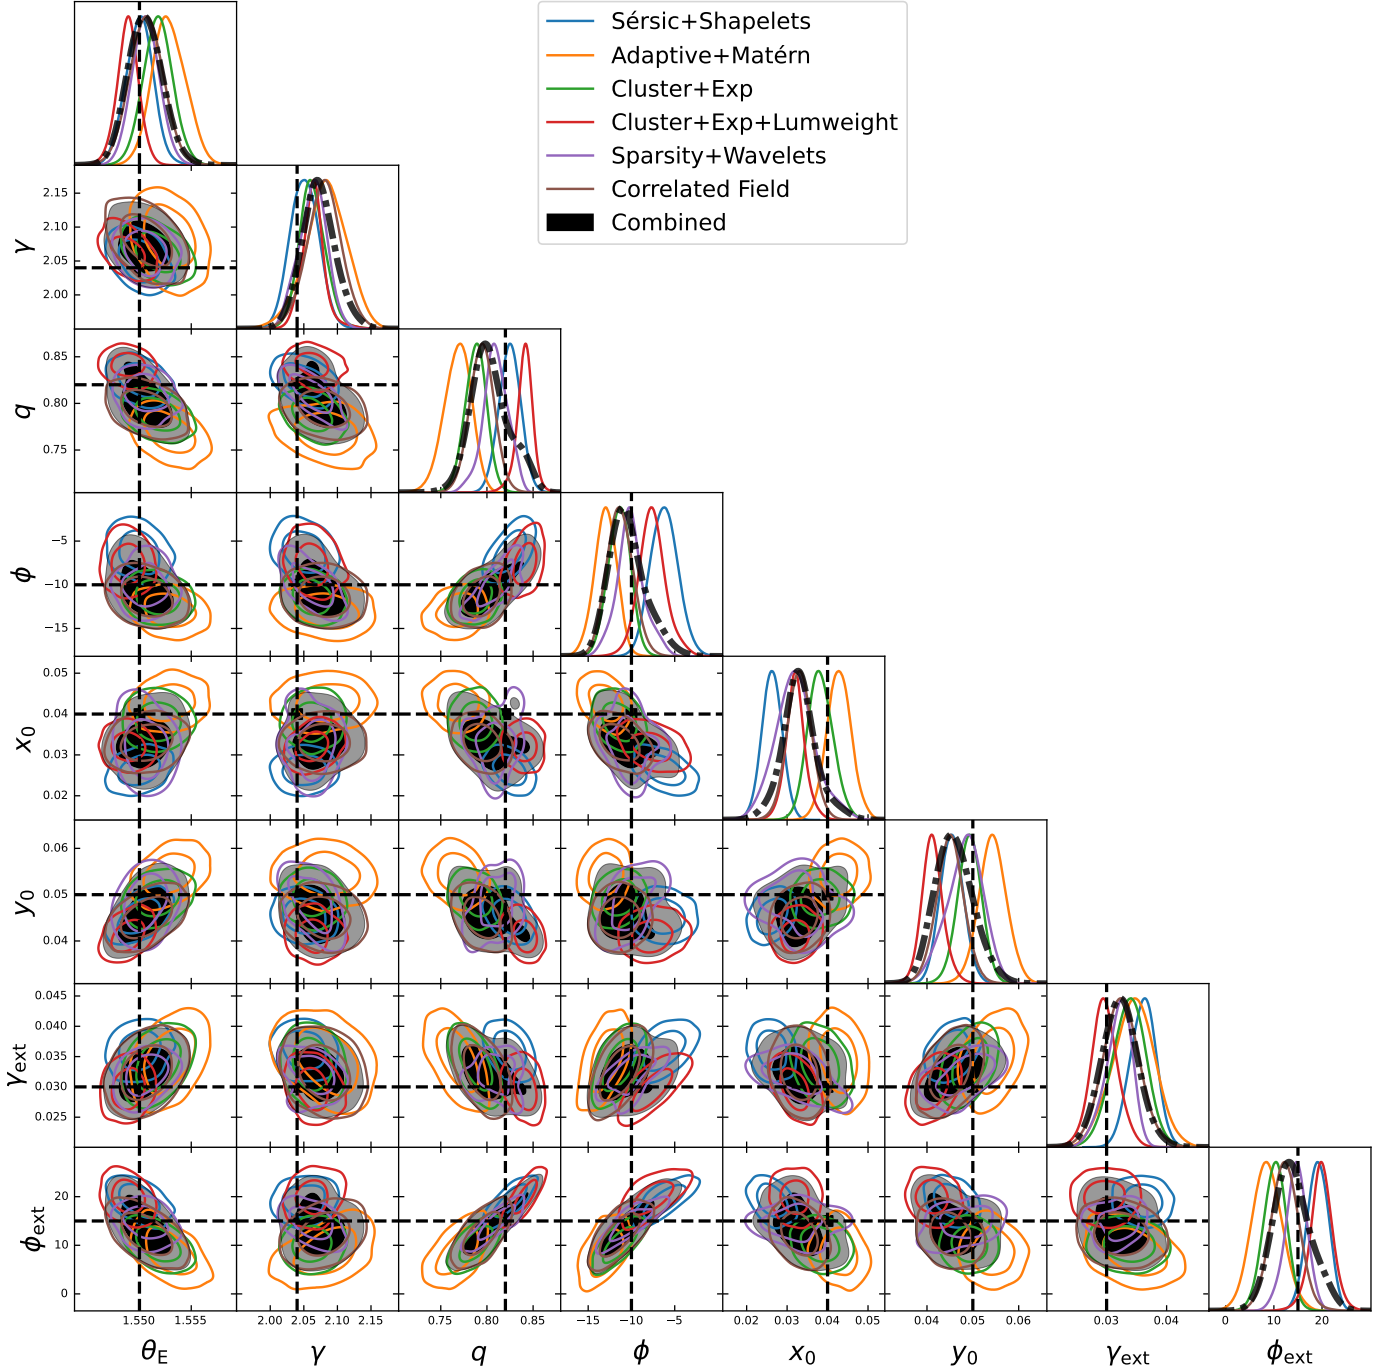 Sérsic+Shapelets
Adaptive+Matérn
Cluster+Exp
Cluster+Exp+Lumweight
Sparsity+Wavelets
Correlated Field
Combined
2.15
2.10
2.05
2.00
γ
0.85
0.80
0.75
q
−5
−10
−15
ϕ
0.05
0.04
0.03
0.02
x₀
0.06
0.05
0.04
y₀
0.045
0.040
0.035
0.030
0.025
γ_ext
20
10
0
ϕ_ext
1.550 1.555 2.00 2.05 2.10 2.15 0.75 0.80 0.85 −15 −10 −5 0.02 0.03 0.04 0.05 0.04 0.05 0.06 0.03 0.04 0 10 20
θ_E γ q ϕ x₀ y₀ γ_ext ϕ_ext